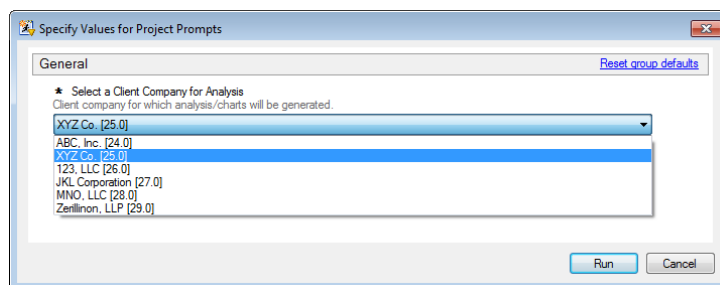 Specify Values for Project Prompts
General
Reset group defaults
* Select a Client Company for Analysis
Client company for which analysis/charts will be generated.
XYZ Co. [25.0]
ABC, Inc. [24.0]
XYZ Co. [25.0]
123, LLC [26.0]
JKL Corporation [27.0]
MNO, LLC [28.0]
Zerillinon, LLP [29.0]
Run
Cancel